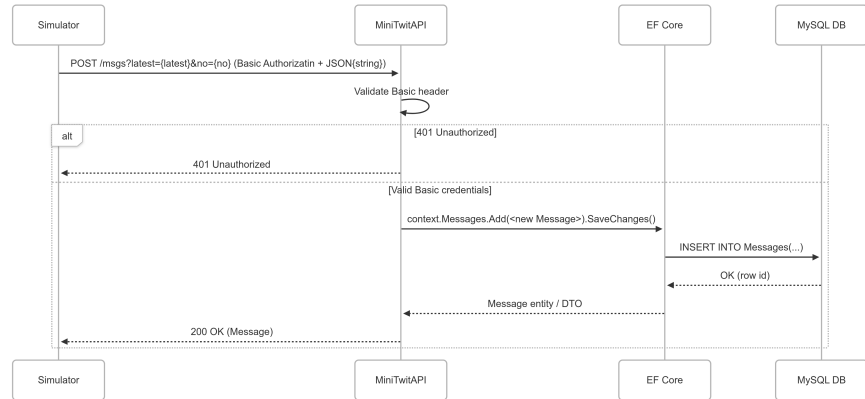 Simulator
MiniTwitAPI
EF Core
MySQL DB
POST /msgs?latest={latest}&no={no} (Basic Authorizatin + JSON{string})
Validate Basic header
alt
[401 Unauthorized]
401 Unauthorized
[Valid Basic credentials]
context.Messages.Add(<new Message>).SaveChanges()
INSERT INTO Messages(...)
OK (row id)
Message entity / DTO
200 OK (Message)
Simulator
MiniTwitAPI
EF Core
MySQL DB